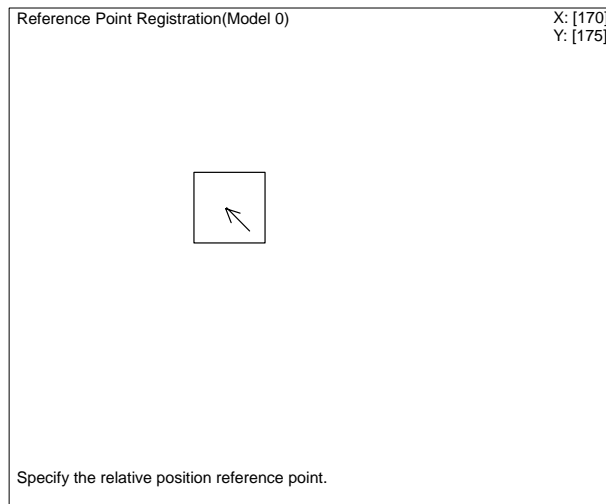 Reference Point Registration(Model 0)
X: [170]
Y: [175]
Specify the relative position reference point.